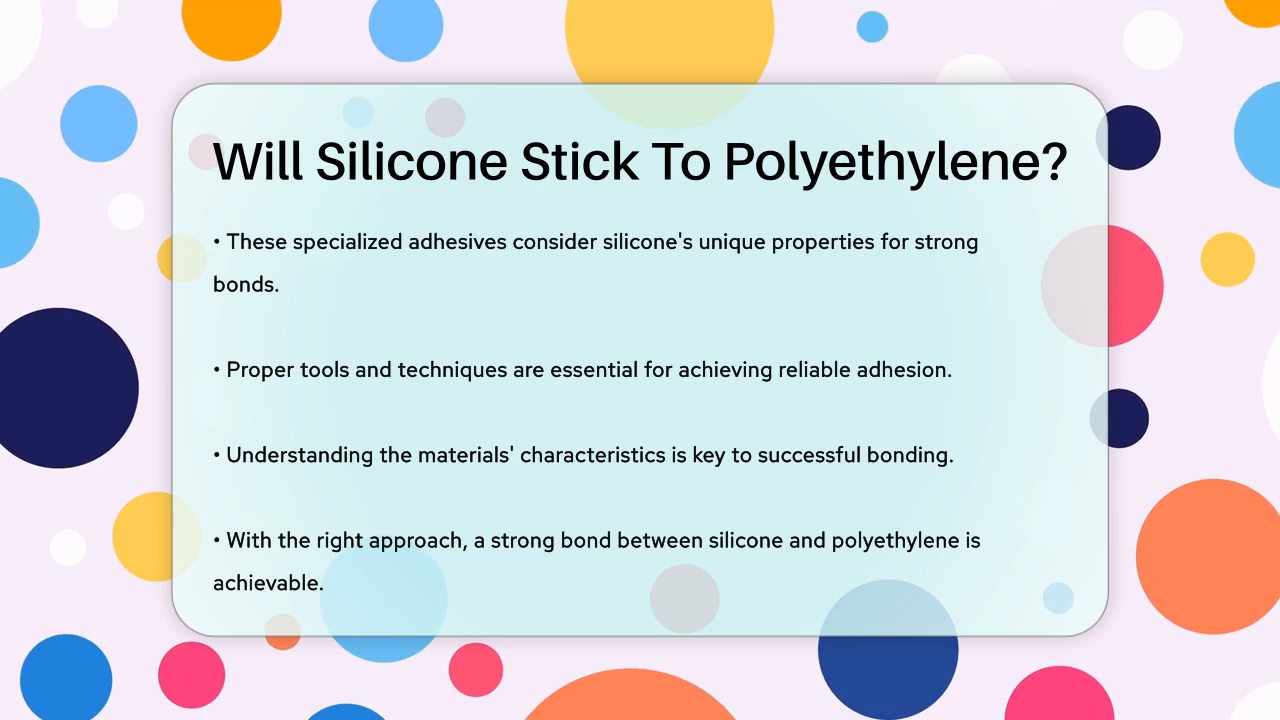 Will Silicone Stick To Polyethylene?
• These specialized adhesives consider silicone's unique properties for strong
bonds.
• Proper tools and techniques are essential for achieving reliable adhesion.
• Understanding the materials' characteristics is key to successful bonding.
• With the right approach, a strong bond between silicone and polyethylene is
achievable.